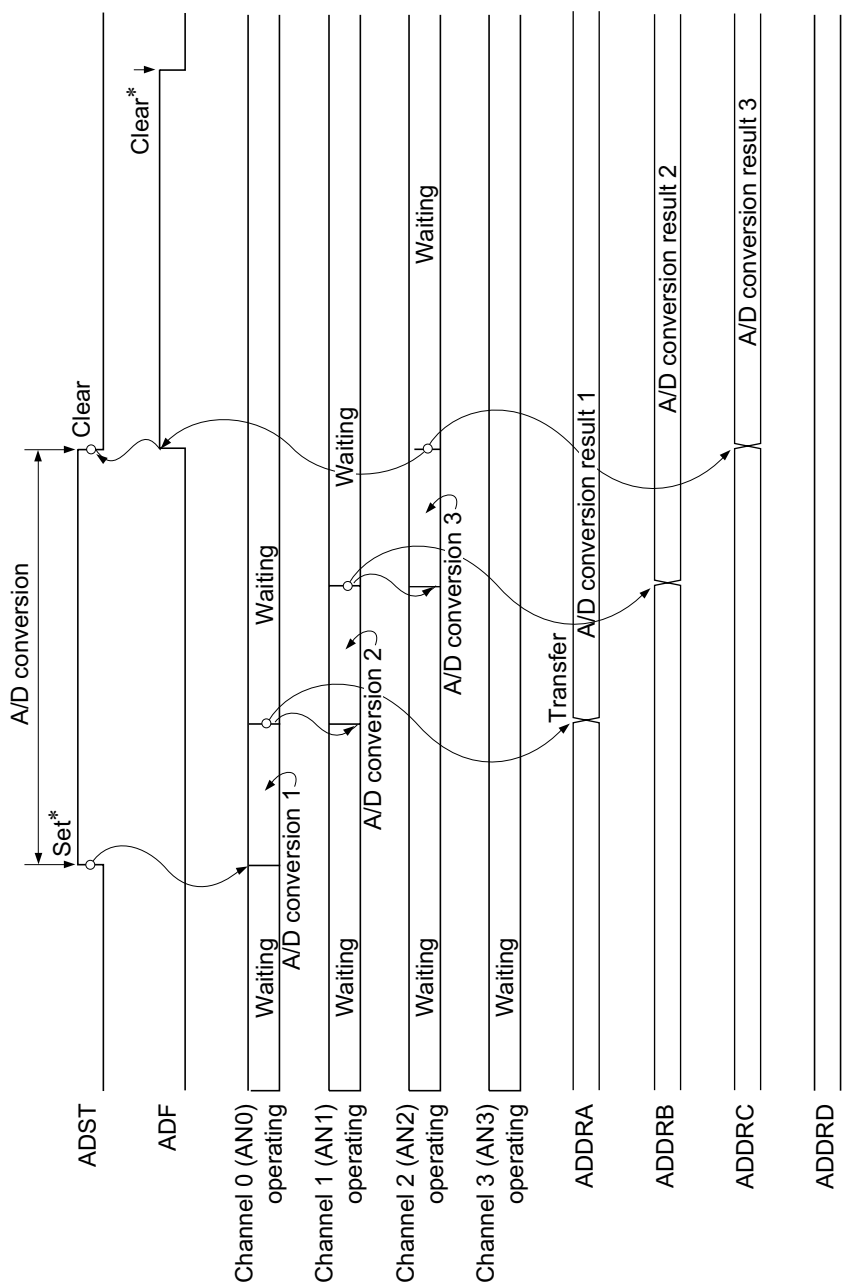 A/D conversion
Set*
Clear
Clear*
ADST
ADF
Channel 0 (AN0)
operating
Waiting
A/D conversion 1
Waiting
Channel 1 (AN1)
operating
Waiting
A/D conversion 2
Waiting
Channel 2 (AN2)
operating
Waiting
A/D conversion 3
Waiting
Channel 3 (AN3)
operating
Waiting
Transfer
ADDRA
A/D conversion result 1
ADDRB
A/D conversion result 2
ADDRC
A/D conversion result 3
ADDRD